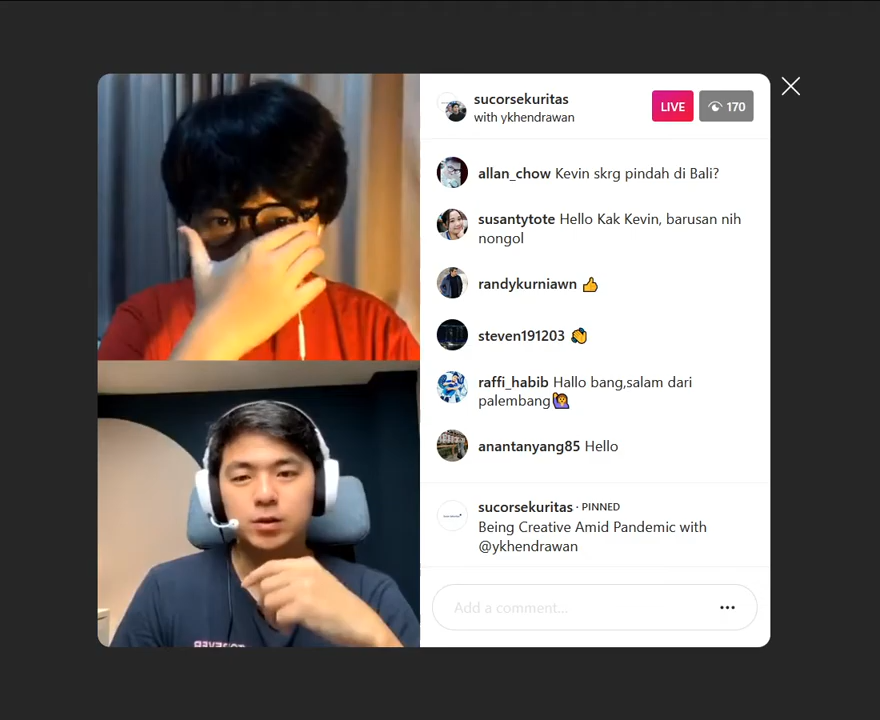 sucorsekuritas
with ykhendrawan
LIVE
170
allan_chow Kevin skrg pindah di Bali?
susantytote Hello Kak Kevin, barusan nih
nongol
randykurniawn 👍
steven191203 👏
raffi_habib Hallo bang,salam dari
palembang🙋
anantanyang85 Hello
sucorsekuritas · PINNED
Being Creative Amid Pandemic with
@ykhendrawan
Add a comment...